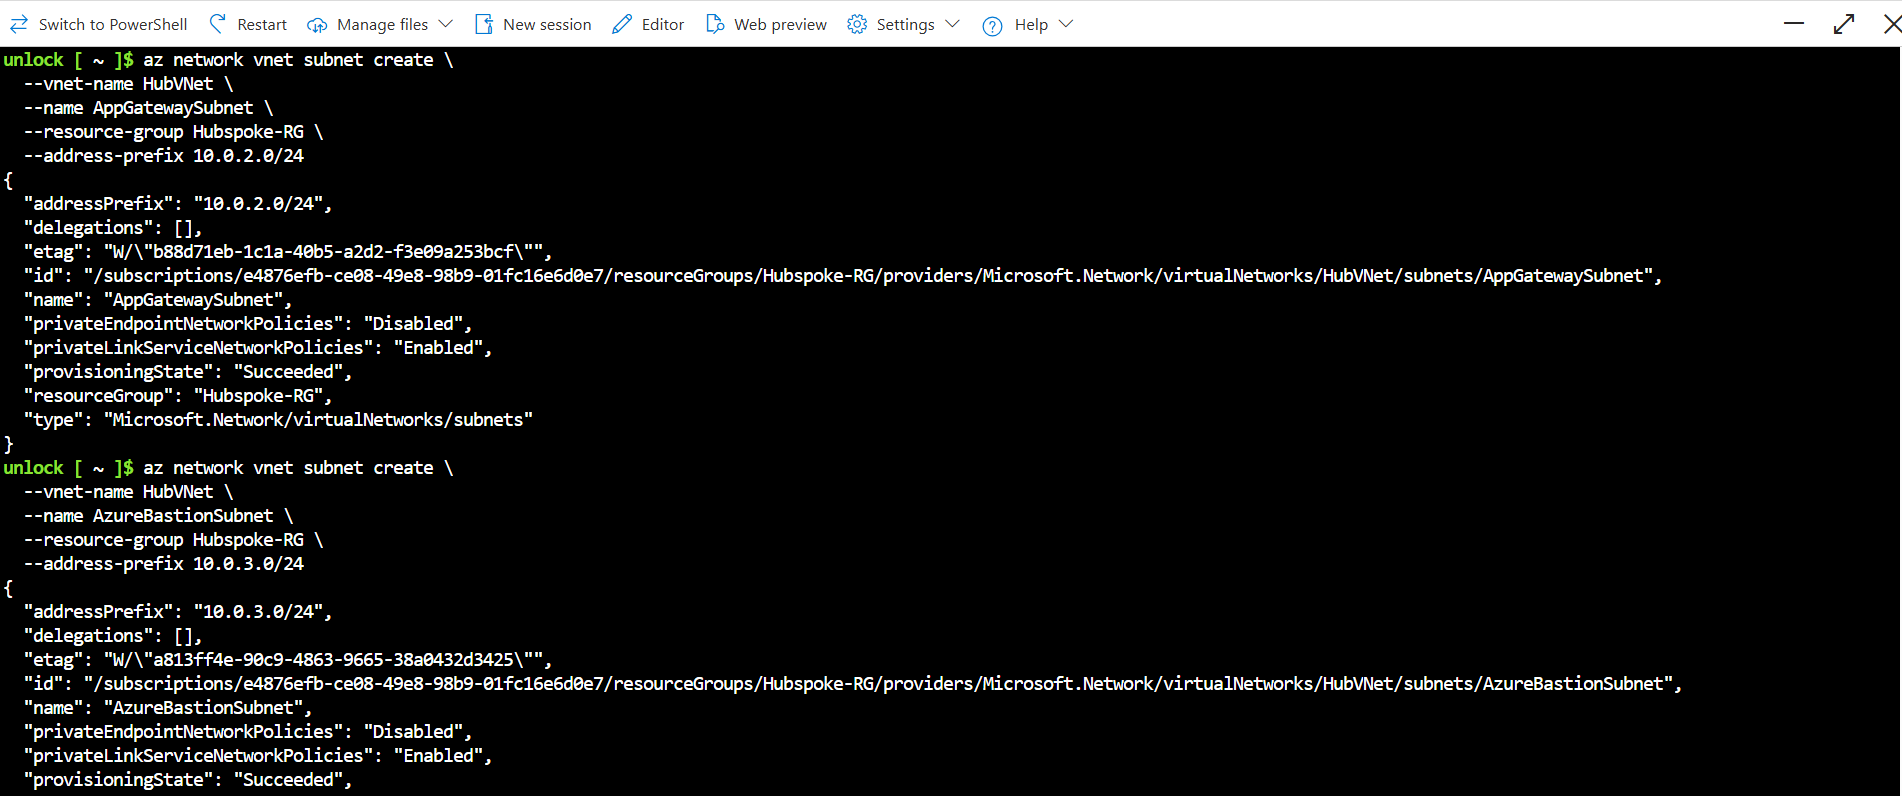 Switch to PowerShell Restart Manage files New session Editor Web preview Settings Help
unlock [ ~ ]$ az network vnet subnet create \
--vnet-name HubVNet \
--name AppGatewaySubnet \
--resource-group Hubspoke-RG \
--address-prefix 10.0.2.0/24
{
"addressPrefix": "10.0.2.0/24",
"delegations": [],
"etag": "W/\"b88d71eb-1c1a-40b5-a2d2-f3e09a253bcf\"",
"id": "/subscriptions/e4876efb-ce08-49e8-98b9-01fc16e6d0e7/resourceGroups/Hubspoke-RG/providers/Microsoft.Network/virtualNetworks/HubVNet/subnets/AppGatewaySubnet",
"name": "AppGatewaySubnet",
"privateEndpointNetworkPolicies": "Disabled",
"privateLinkServiceNetworkPolicies": "Enabled",
"provisioningState": "Succeeded",
"resourceGroup": "Hubspoke-RG",
"type": "Microsoft.Network/virtualNetworks/subnets"
}
unlock [ ~ ]$ az network vnet subnet create \
--vnet-name HubVNet \
--name AzureBastionSubnet \
--resource-group Hubspoke-RG \
--address-prefix 10.0.3.0/24
{
"addressPrefix": "10.0.3.0/24",
"delegations": [],
"etag": "W/\"a813ff4e-90c9-4863-9665-38a0432d3425\"",
"id": "/subscriptions/e4876efb-ce08-49e8-98b9-01fc16e6d0e7/resourceGroups/Hubspoke-RG/providers/Microsoft.Network/virtualNetworks/HubVNet/subnets/AzureBastionSubnet",
"name": "AzureBastionSubnet",
"privateEndpointNetworkPolicies": "Disabled",
"privateLinkServiceNetworkPolicies": "Enabled",
"provisioningState": "Succeeded",